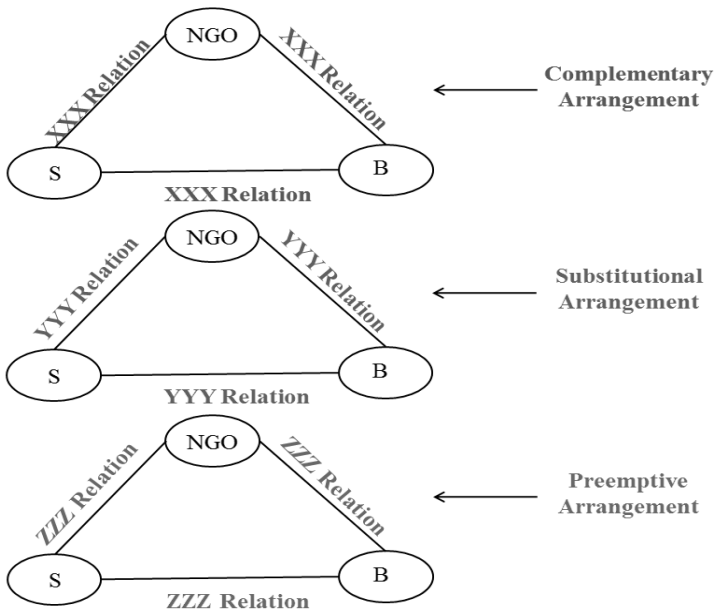 NGO
XXX Relation
XXX Relation
S
B
XXX Relation
Complementary
Arrangement
NGO
YYY Relation
YYY Relation
S
B
YYY Relation
Substitutional
Arrangement
NGO
ZZZ Relation
ZZZ Relation
S
B
ZZZ Relation
Preemptive
Arrangement